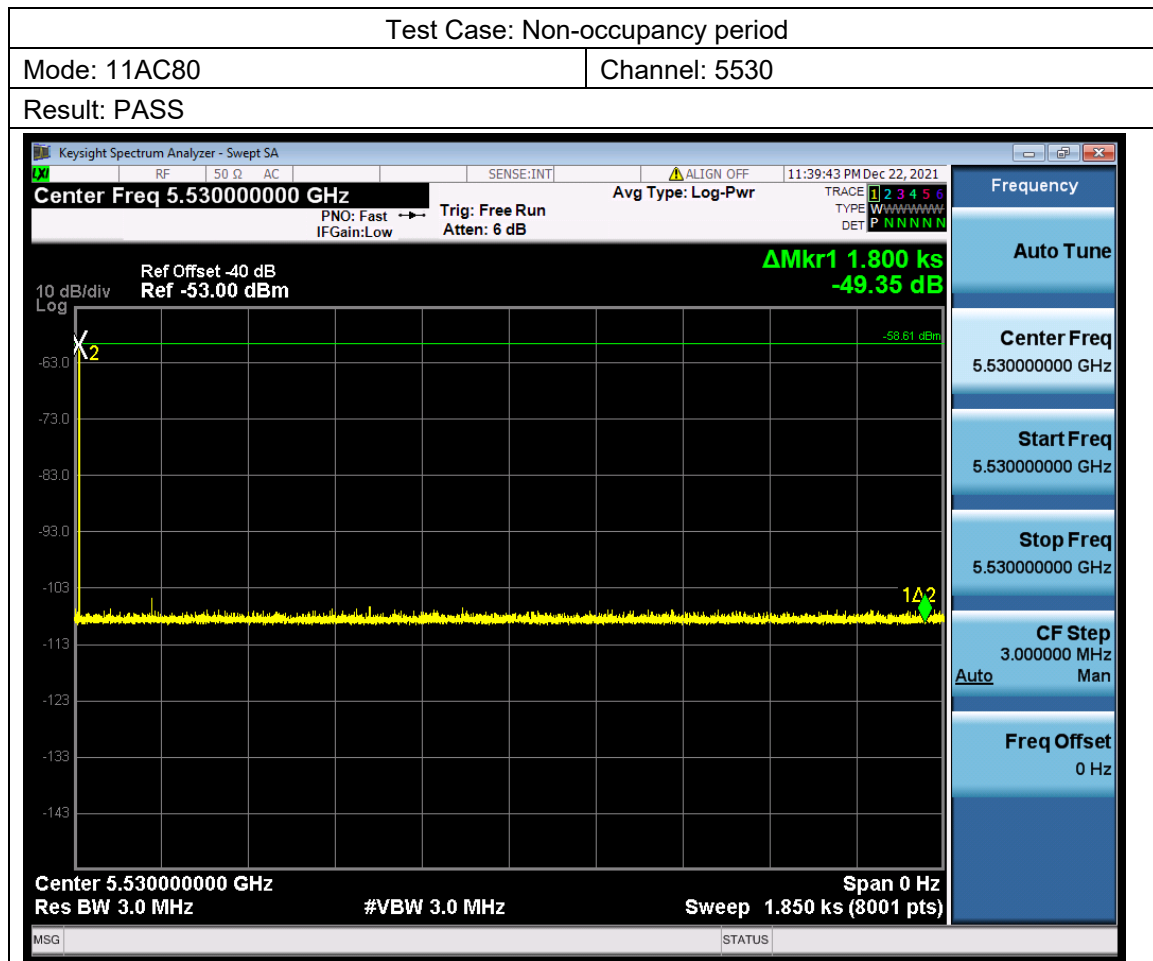 Test Case: Non-occupancy period
Mode: 11AC80 Channel: 5530
Result: PASS
Keysight Spectrum Analyzer - Swept SA
LXI RF 50 Ω AC SENSE:INT ALIGN OFF 11:39:43 PM Dec 22, 2021
Center Freq 5.530000000 GHz
PNO: Fast
IFGain:Low
Trig: Free Run
Atten: 6 dB
Avg Type: Log-Pwr
TRACE 1 2 3 4 5 6
TYPE WWWWWW
DET P NNNNN
Frequency
Auto Tune
ΔMkr1 1.800 ks
-49.35 dB
Ref Offset -40 dB
10 dB/div Ref -53.00 dBm
Log
2
-58.61 dBm
-63.0
-73.0
-83.0
-93.0
-103
1Δ2
-113
-123
-133
-143
Center Freq
5.530000000 GHz
Start Freq
5.530000000 GHz
Stop Freq
5.530000000 GHz
CF Step
3.000000 MHz
Auto Man
Freq Offset
0 Hz
Center 5.530000000 GHz Span 0 Hz
Res BW 3.0 MHz #VBW 3.0 MHz Sweep 1.850 ks (8001 pts)
MSG STATUS